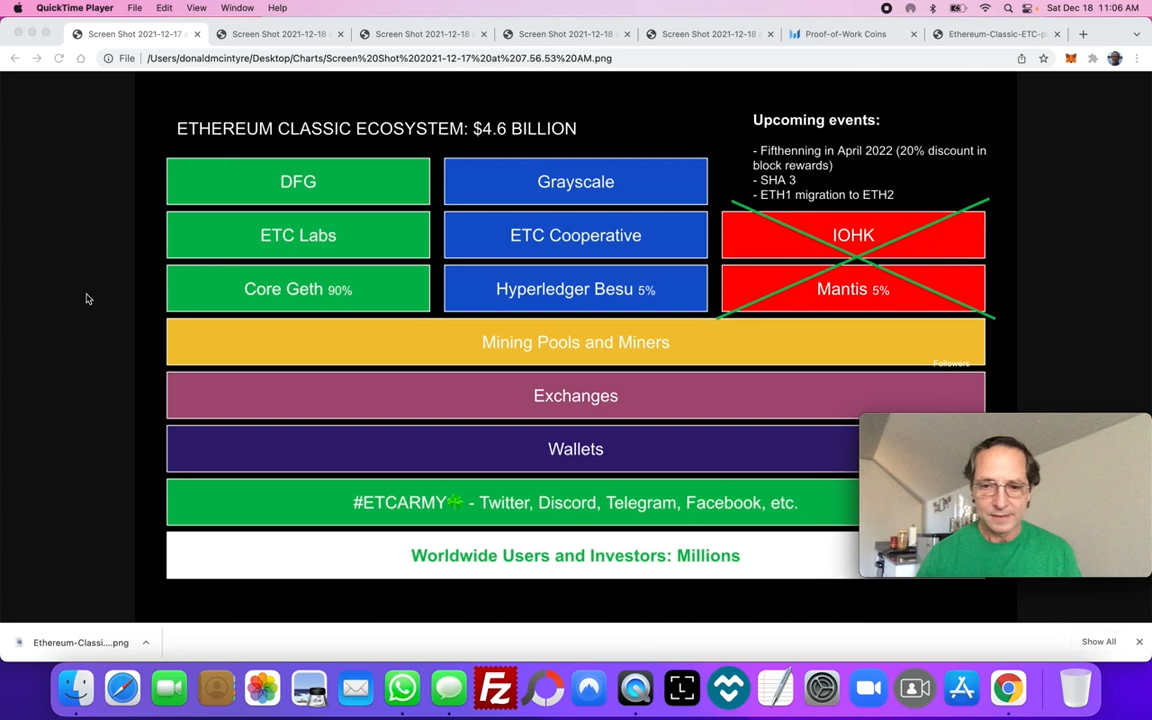 QuickTime Player File Edit View Window Help Sat Dec 18 11:06 AM
Screen Shot 2021-12-17 a Screen Shot 2021-12-18 Screen Shot 2021-12-18 Screen Shot 2021-12-18 Screen Shot 2021-12-18 Proof-of-Work Coins Ethereum-Classic-ETC-p
File /Users/donaldmcintyre/Desktop/Charts/Screen%20Shot%202021-12-17%20at%207.56.53%20AM.png
ETHEREUM CLASSIC ECOSYSTEM: $4.6 BILLION
Upcoming events:
- Fifthenning in April 2022 (20% discount in
block rewards)
- SHA 3
- ETH1 migration to ETH2
DFG Grayscale
ETC Labs ETC Cooperative IOHK
Core Geth 90% Hyperledger Besu 5% Mantis 5%
Mining Pools and Miners
Followers
Exchanges
Wallets
#ETCARMY🍀 - Twitter, Discord, Telegram, Facebook, etc.
Worldwide Users and Investors: Millions
Ethereum-Classi....png Show All
Fz L